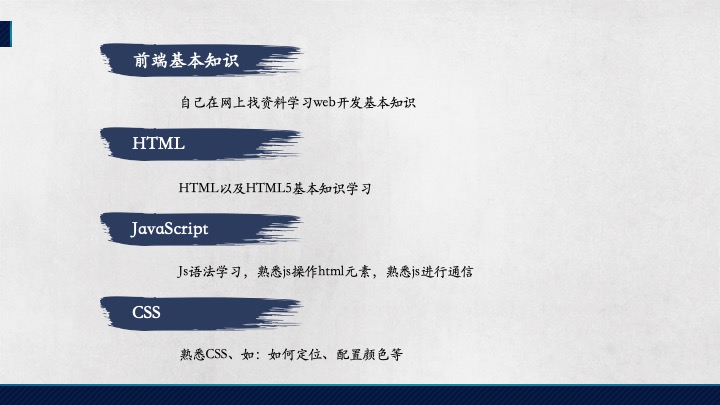 前端基本知识
自己在网上找资料学习web开发基本知识
HTML
HTML以及HTML5基本知识学习
JavaScript
Js语法学习，熟悉js操作html元素，熟悉js进行通信
CSS
熟悉CSS、如：如何定位、配置颜色等